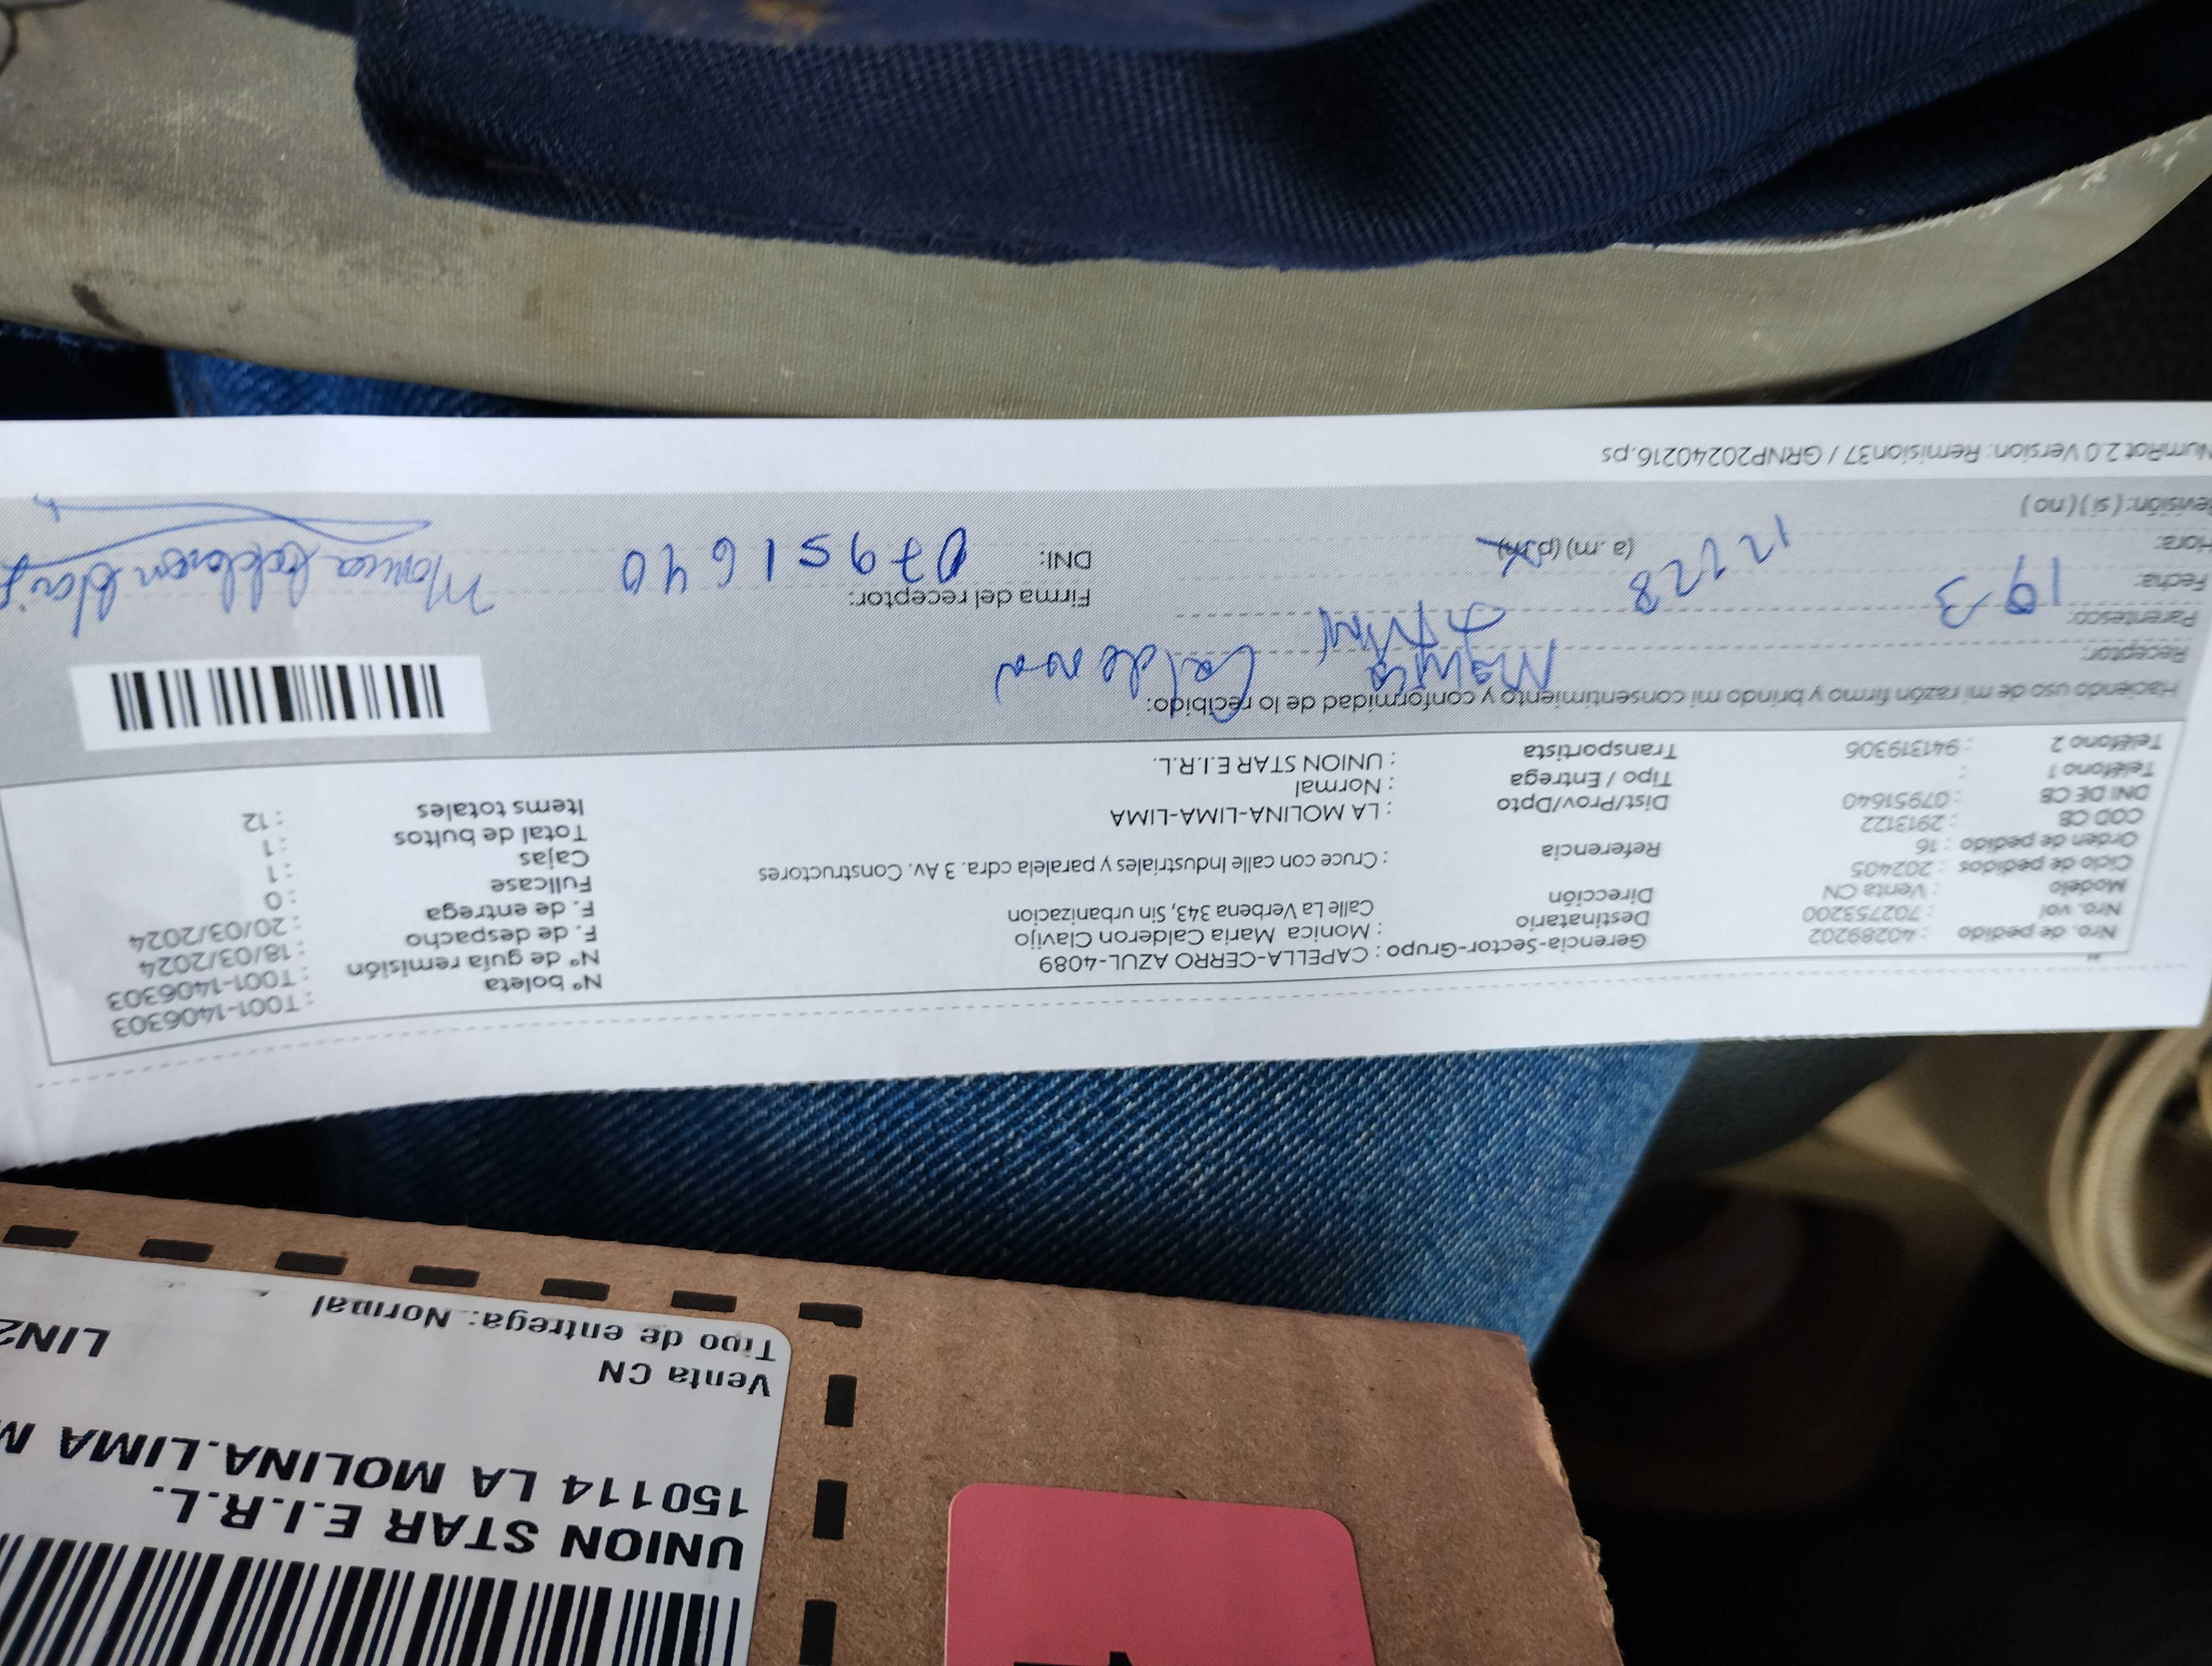 Nro. de pedido : 40289202
Nro. vol : 702753200
Modelo : Venta CN
Ciclo de pedidos : 202405
Orden de pedido : 16
COD CB : 2913122
DNI DE CB : 07951640
Teléfono 1 :
Teléfono 2 : 941319306
Gerencia-Sector-Grupo : CAPELLA-CERRO AZUL-4089
Destinatario : Monica Maria Calderon Clavijo
Dirección Calle La Verbena 343, Sin urbanizacion
Referencia : Cruce con calle Industriales y paralela cdra. 3 Av. Constructores
Dist/Prov/Dpto : LA MOLINA-LIMA-LIMA
Tipo / Entrega : Normal
Transportista : UNION STAR E.I.R.L.
N° boleta : T001-1406303
N° de guía remisión : T001-1406303
F. de despacho : 18/03/2024
F. de entrega : 20/03/2024
Fullcase : 0
Cajas : 1
Total de bultos : 1
Items totales : 12
Haciendo uso de mi razón firmo y brindo mi consentimiento y conformidad de lo recibido:
Receptor: Calderon
Parentesco:
Fecha: 19 3
Hora: 12 28 (a.m) (p.m)
Revisión: (si) (no)
Firma del receptor:
DNI: 07951640
Monica Calderon
NumRot 2.0 Version: Remision37 / GRNP20240216.ps
UNION STAR E.I.R.L.
150114 LA MOLINA.LIMA
Venta CN
Tipo de entrega: Normal